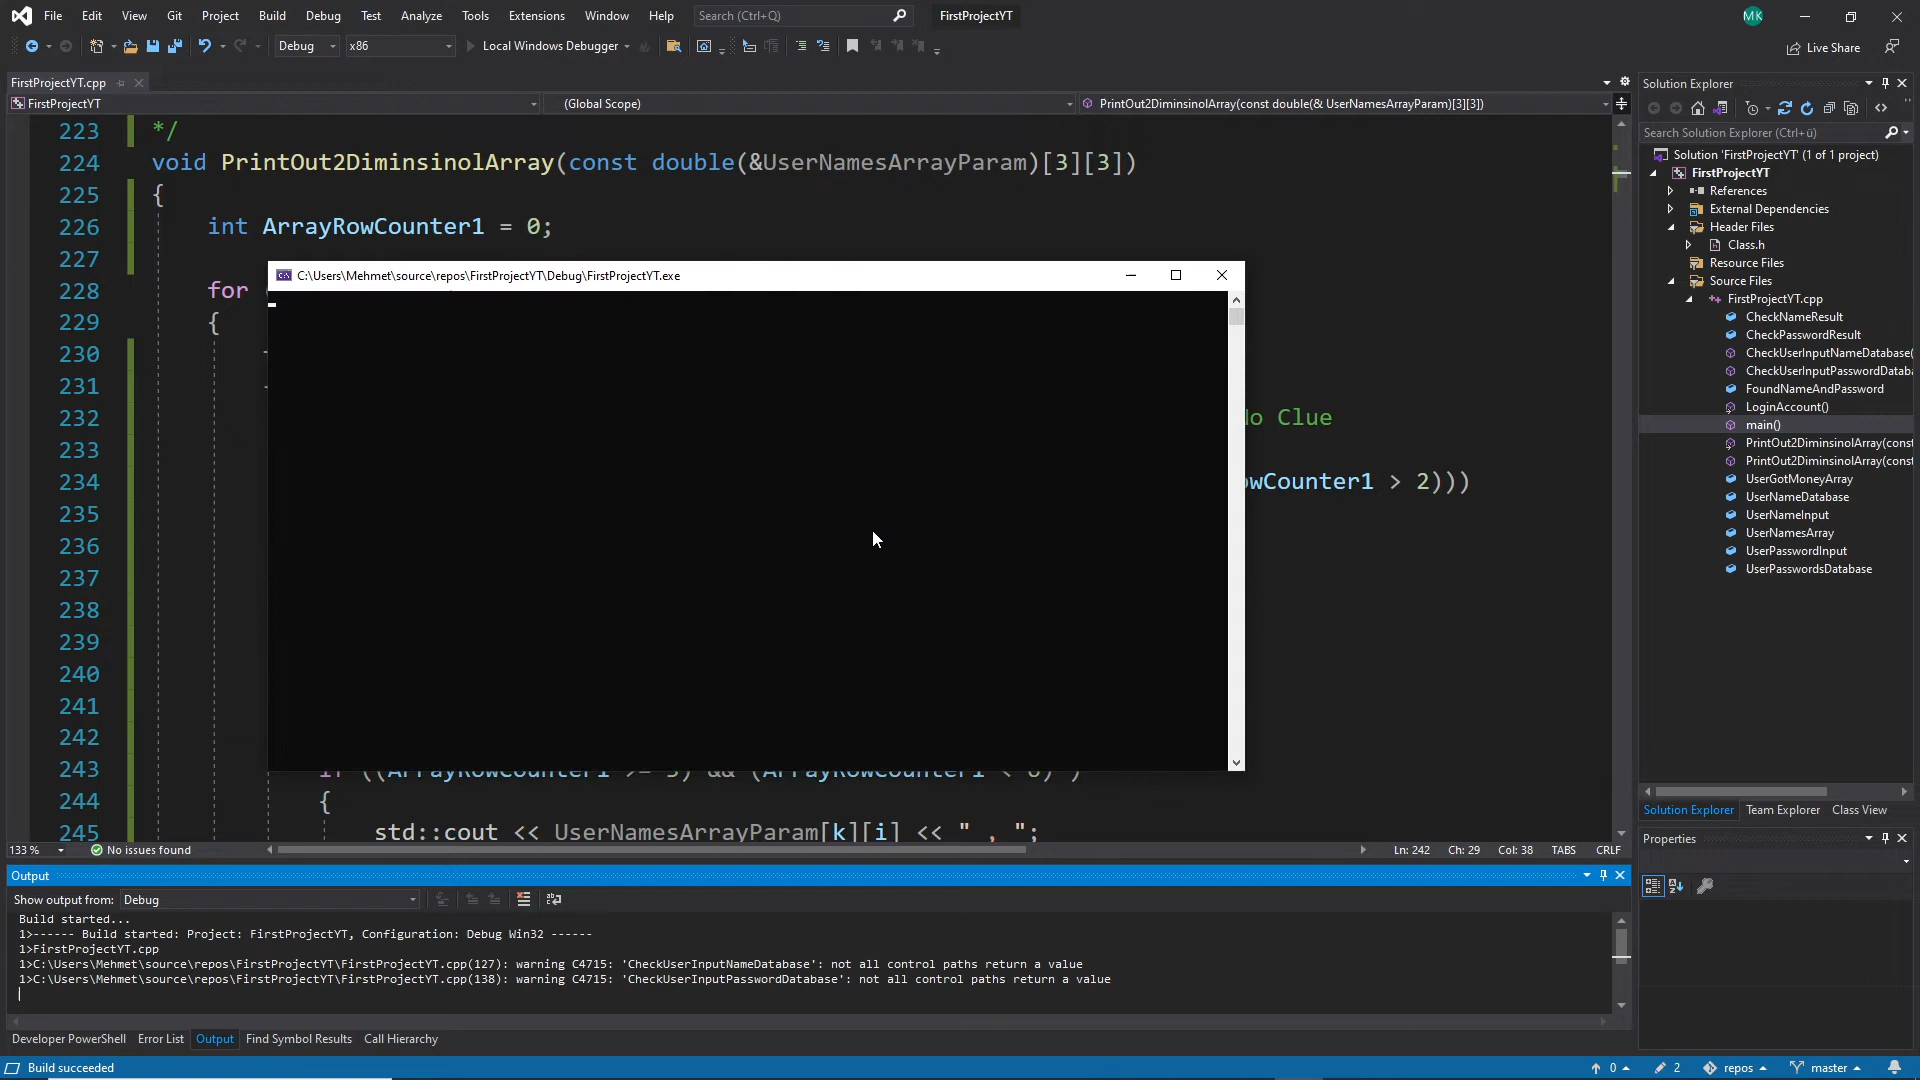 File Edit View Git Project Build Debug Test Analyze Tools Extensions Window Help Search (Ctrl+Q) FirstProjectYT MK
Debug x86 Local Windows Debugger Live Share
FirstProjectYT.cpp
FirstProjectYT (Global Scope) PrintOut2DiminsinolArray(const double(& UserNamesArrayParam)[3][3])
223 */
224 void PrintOut2DiminsinolArray(const double(&UserNamesArrayParam)[3][3])
225 {
226 int ArrayRowCounter1 = 0;
227
C:\Users\Mehmet\source\repos\FirstProjectYT\Debug\FirstProjectYT.exe
228 for
229 {
230
231
232 Clue
233
234 wCounter1 > 2)))
235
236
237
238
239
240
241
242
243
244 {
245 std::cout << UserNamesArrayParam[k][i] << " , ";
133 % No issues found Ln: 242 Ch: 29 Col: 38 TABS CRLF
Output
Show output from: Debug
Build started...
1>------ Build started: Project: FirstProjectYT, Configuration: Debug Win32 ------
1>FirstProjectYT.cpp
1>C:\Users\Mehmet\source\repos\FirstProjectYT\FirstProjectYT.cpp(127): warning C4715: 'CheckUserInputNameDatabase': not all control paths return a value
1>C:\Users\Mehmet\source\repos\FirstProjectYT\FirstProjectYT.cpp(138): warning C4715: 'CheckUserInputPasswordDatabase': not all control paths return a value
Developer PowerShell Error List Output Find Symbol Results Call Hierarchy
Build succeeded 0 2 repos master
Solution Explorer
Search Solution Explorer (Ctrl+ü)
Solution 'FirstProjectYT' (1 of 1 project)
FirstProjectYT
References
External Dependencies
Header Files
Class.h
Resource Files
Source Files
FirstProjectYT.cpp
CheckNameResult
CheckPasswordResult
CheckUserInputNameDatabase(
CheckUserInputPasswordDataba
FoundNameAndPassword
LoginAccount()
main()
PrintOut2DiminsinolArray(const
PrintOut2DiminsinolArray(const
UserGotMoneyArray
UserNameDatabase
UserNameInput
UserNamesArray
UserPasswordInput
UserPasswordsDatabase
Solution Explorer Team Explorer Class View
Properties